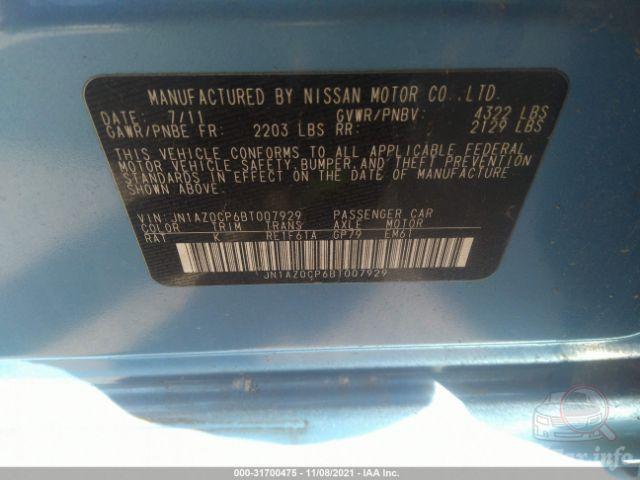 MANUFACTURED BY NISSAN MOTOR CO.,LTD.
DATE: 7/11 GVWR/PNBV: 4322 LBS
GAWR/PNBE FR: 2203 LBS RR: 2129 LBS
THIS VEHICLE CONFORMS TO ALL APPLICABLE FEDERAL
MOTOR VEHICLE SAFETY, BUMPER, AND THEFT PREVENTION
STANDARDS IN EFFECT ON THE DATE OF MANUFACTURE
SHOWN ABOVE.
VIN: JN1AZ0CP6BT007929 PASSENGER CAR
COLOR TRIM TRANS AXLE MOTOR
RAT K RE1F61A GP79 EM61
JN1AZ0CP6BT007929
000-31700475 - 11/08/2021 - IAA Inc.